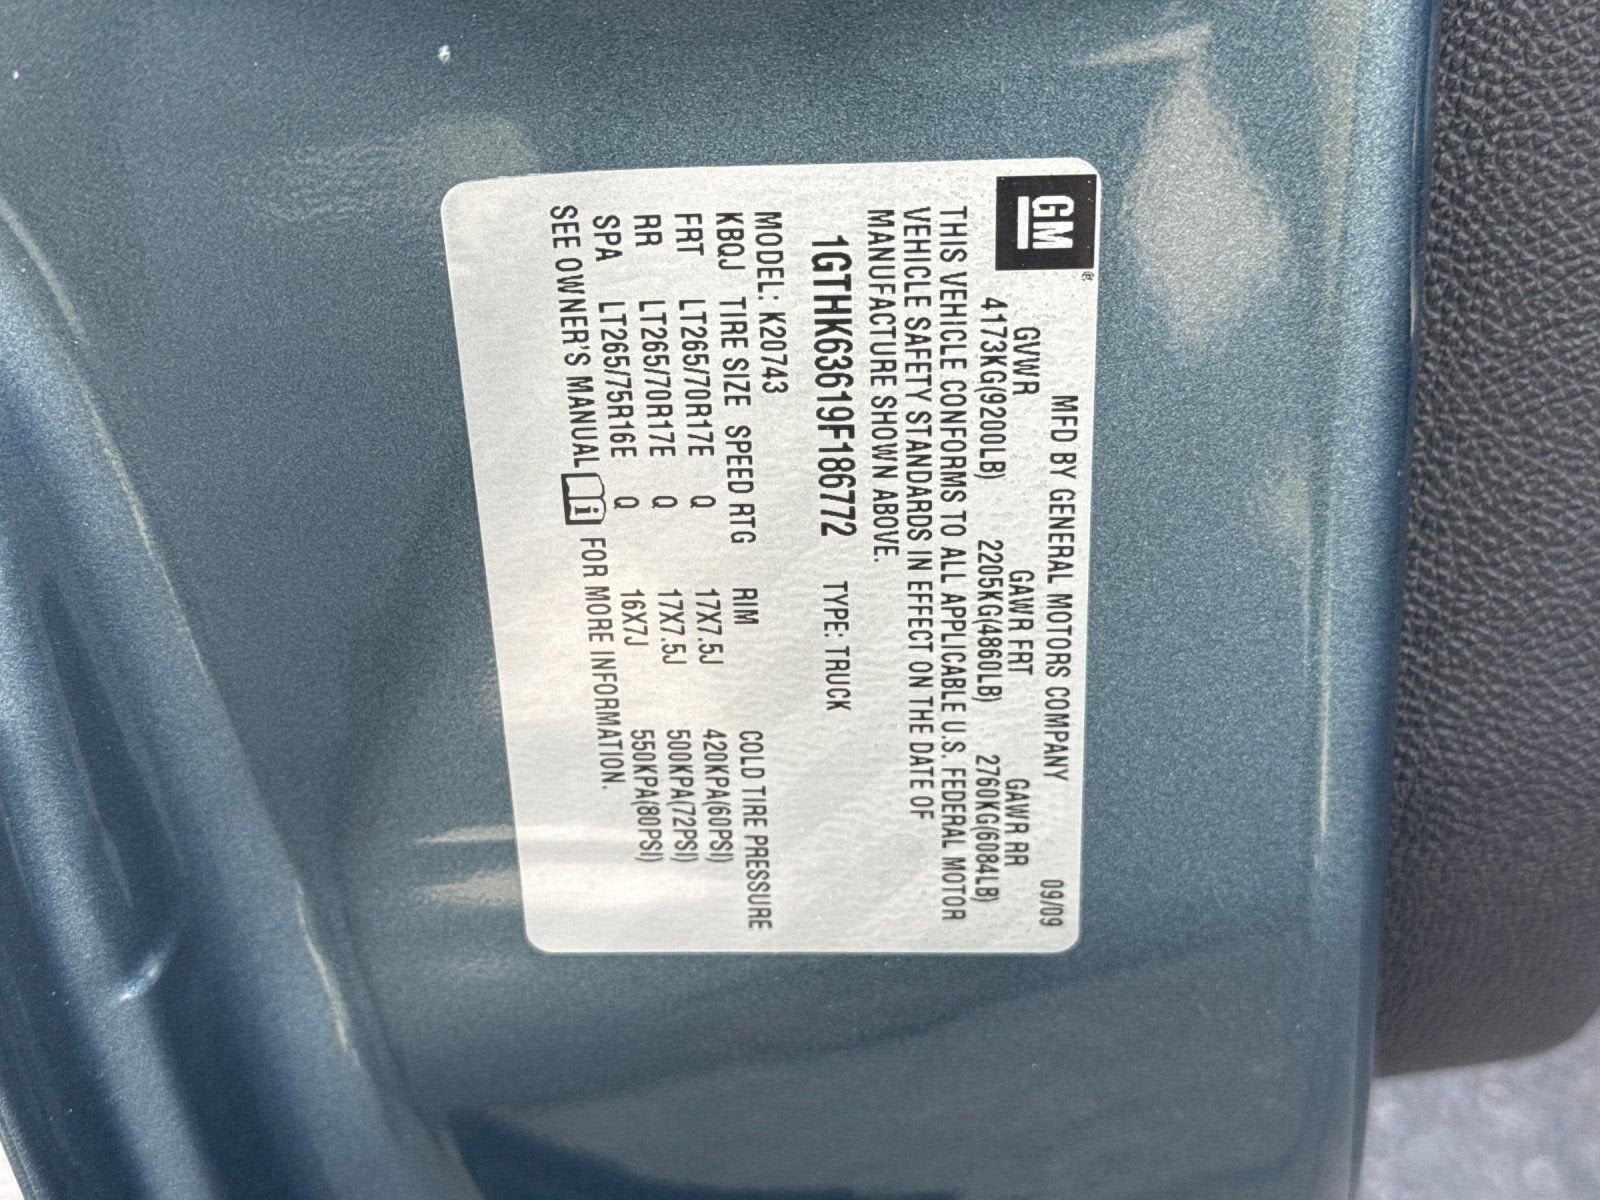 GM®
MFD BY GENERAL MOTORS COMPANY 09/09
GVWR GAWR FRT GAWR RR
4173KG(9200LB) 2205KG(4860LB) 2760KG(6084LB)
THIS VEHICLE CONFORMS TO ALL APPLICABLE U.S. FEDERAL MOTOR
VEHICLE SAFETY STANDARDS IN EFFECT ON THE DATE OF
MANUFACTURE SHOWN ABOVE.
1GTHK63619F186772 TYPE: TRUCK
MODEL: K20743
KBQJ TIRE SIZE SPEED RTG RIM COLD TIRE PRESSURE
FRT LT265/70R17E Q 17X7.5J 420KPA(60PSI)
RR LT265/70R17E Q 17X7.5J 500KPA(72PSI)
SPA LT265/75R16E Q 16X7J 550KPA(80PSI)
SEE OWNER'S MANUAL i FOR MORE INFORMATION.